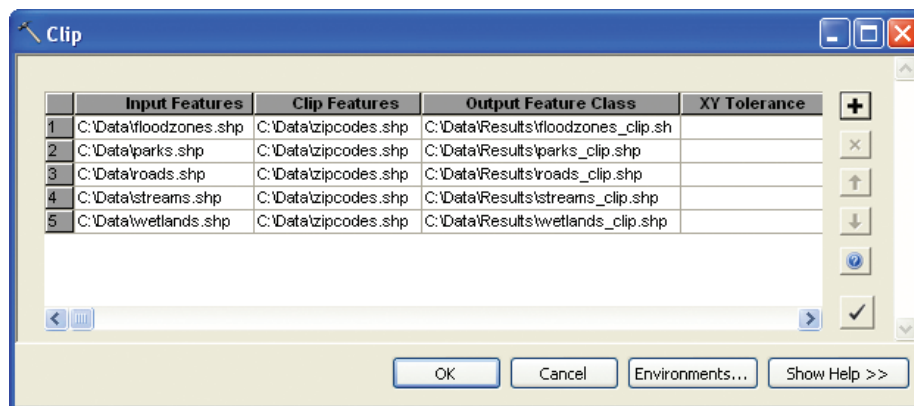 Clip
Input Features Clip Features Output Feature Class XY Tolerance
1 C:\Data\floodzones.shp C:\Data\zipcodes.shp C:\Data\Results\floodzones_clip.sh
2 C:\Data\parks.shp C:\Data\zipcodes.shp C:\Data\Results\parks_clip.shp
3 C:\Data\roads.shp C:\Data\zipcodes.shp C:\Data\Results\roads_clip.shp
4 C:\Data\streams.shp C:\Data\zipcodes.shp C:\Data\Results\streams_clip.shp
5 C:\Data\wetlands.shp C:\Data\zipcodes.shp C:\Data\Results\wetlands_clip.shp
OK Cancel Environments... Show Help >>